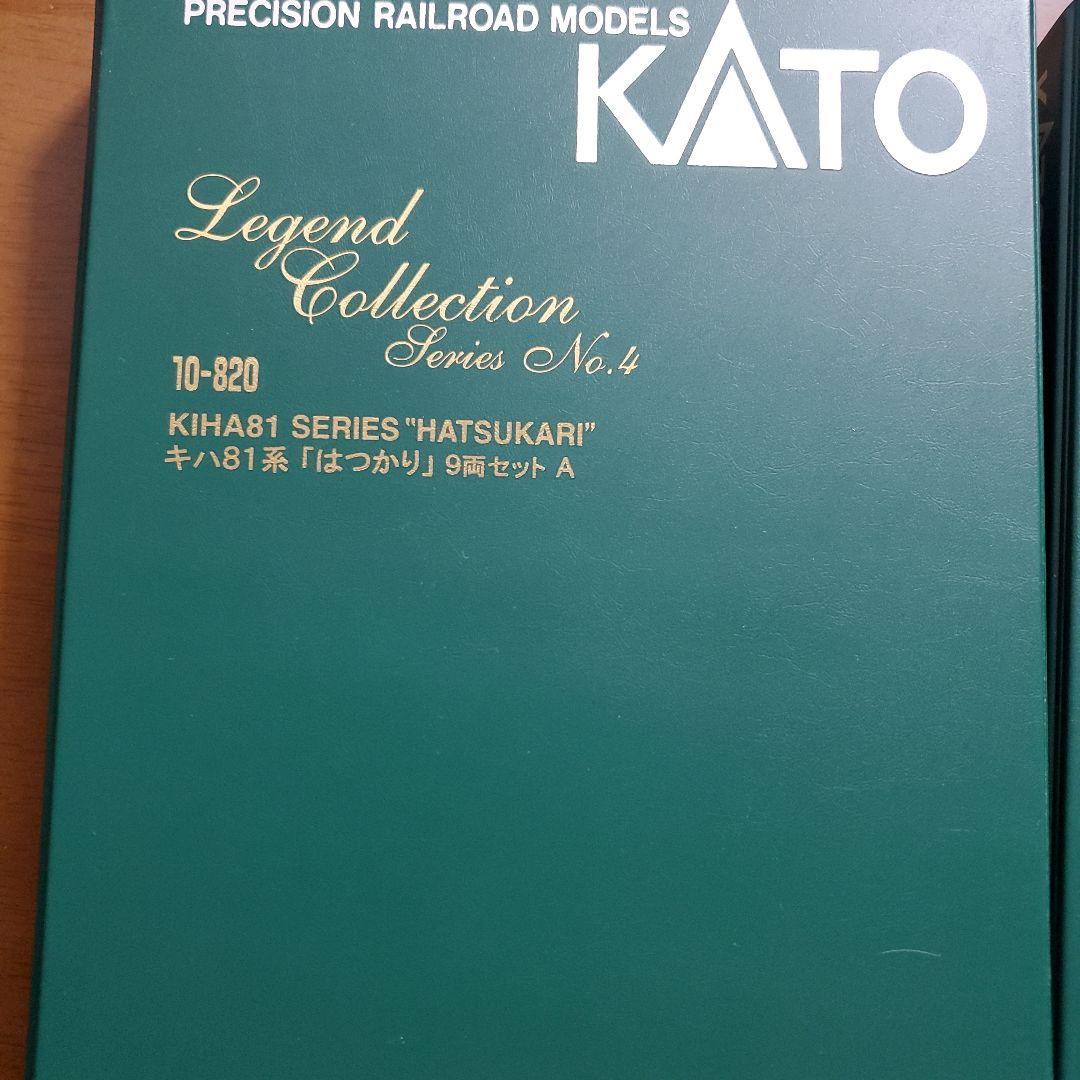 PRECISION RAILROAD MODELS
KATO
Legend
Collection
Series No.4
10-820
KIHA81 SERIES "HATSUKARI"
キハ81系「はつかり」9両セット A